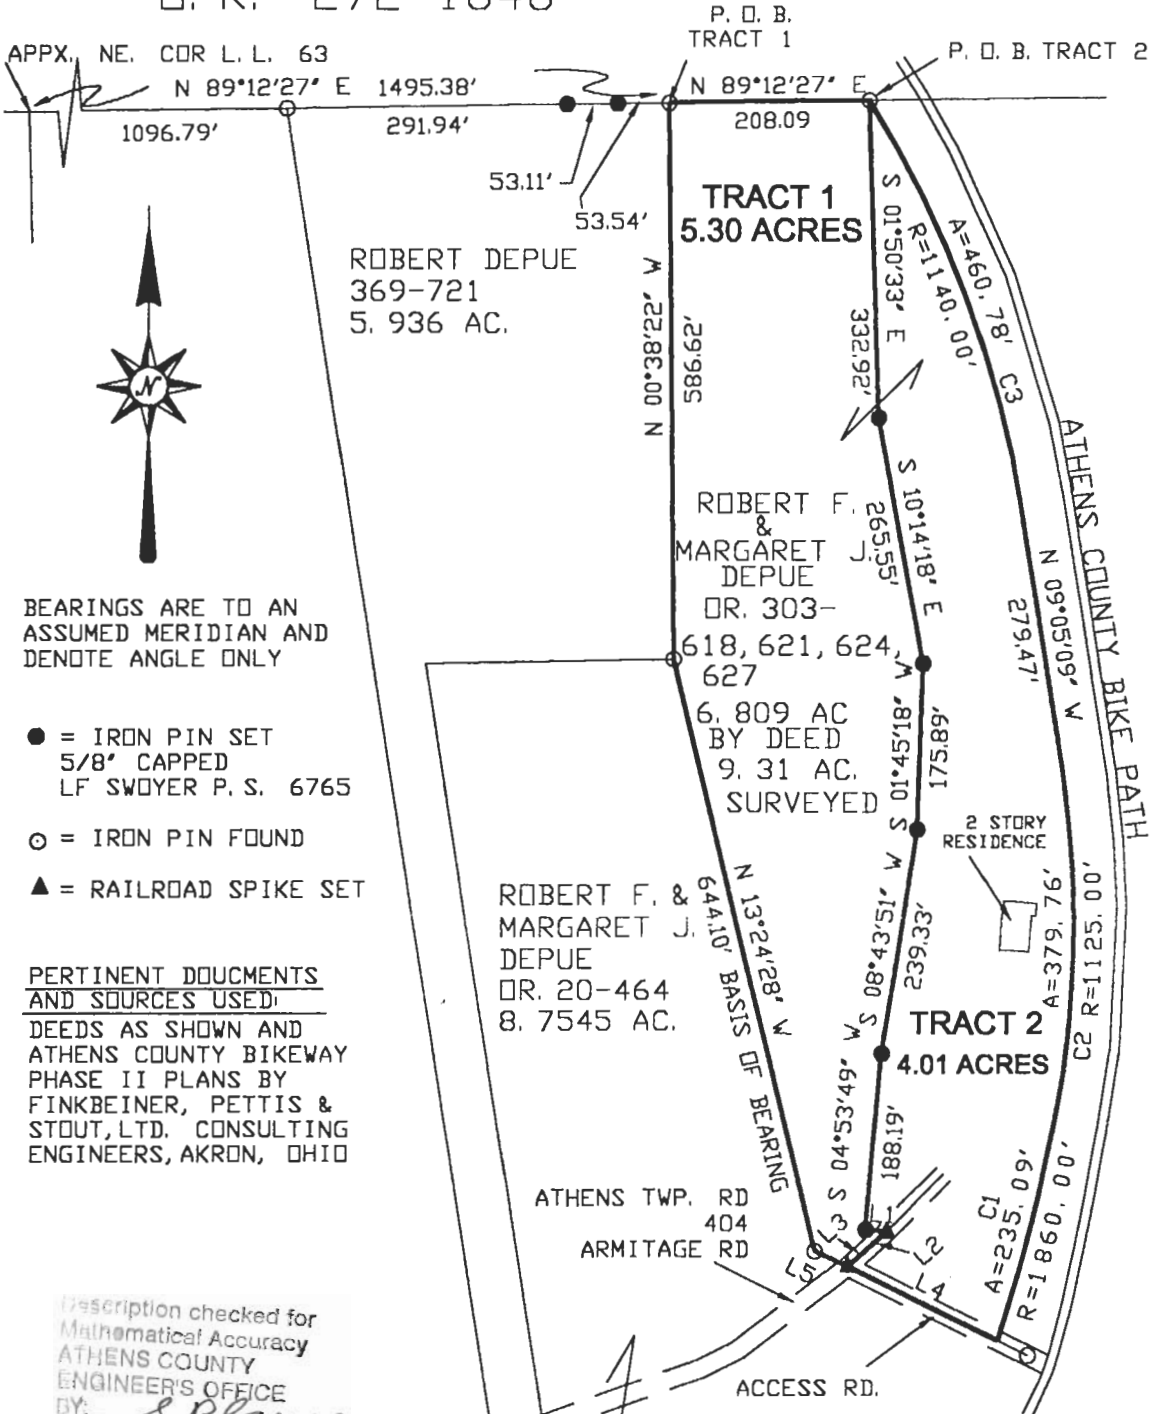 O. R. 272-1648
P. O. B.
TRACT 1
P. O. B. TRACT 2
APPX. NE. COR L. L. 63
N 89°12'27" E 1495.38'
N 89°12'27" E
1096.79'
291.94'
208.09
53.11'
53.54'
TRACT 1
5.30 ACRES
S 01°50'33" E
332.92'
A=460.78' C3
R=1140.00'
ROBERT DEPUE
369-721
5. 936 AC.
N 00°38'22" W
586.62'
N
ATHENS COUNTY BIKE PATH
S 10°14'18" E
265.55'
ROBERT F.
&
MARGARET J.
DEPUE
OR. 303-
618, 621, 624,
627
6. 809 AC
BY DEED
9. 31 AC.
SURVEYED
N 09°05'09" W
279.47'
BEARINGS ARE TO AN
ASSUMED MERIDIAN AND
DENOTE ANGLE ONLY
= IRON PIN SET
5/8" CAPPED
LF SWOYER P. S. 6765
= IRON PIN FOUND
= RAILROAD SPIKE SET
S 01°45'18" W
175.89'
2 STORY
RESIDENCE
S 08°43'51" W
239.33'
A=379.76'
C2 R=1125.00'
N 13°24'28" W
644.10' BASIS OF BEARING
ROBERT F. &
MARGARET J.
DEPUE
OR. 20-464
8. 7545 AC.
PERTINENT DOUCMENTS
AND SOURCES USED:
DEEDS AS SHOWN AND
ATHENS COUNTY BIKEWAY
PHASE II PLANS BY
FINKBEINER, PETTIS &
STOUT, LTD. CONSULTING
ENGINEERS, AKRON, OHIO
TRACT 2
4.01 ACRES
S 04°53'49" W
188.19'
C1
A=235.09'
R=1860.00'
ATHENS TWP. RD
404
ARMITAGE RD
L1
L2
L3
L4
L5
ACCESS RD.
Description checked for
Mathematical Accuracy
ATHENS COUNTY
ENGINEER'S OFFICE
BY: